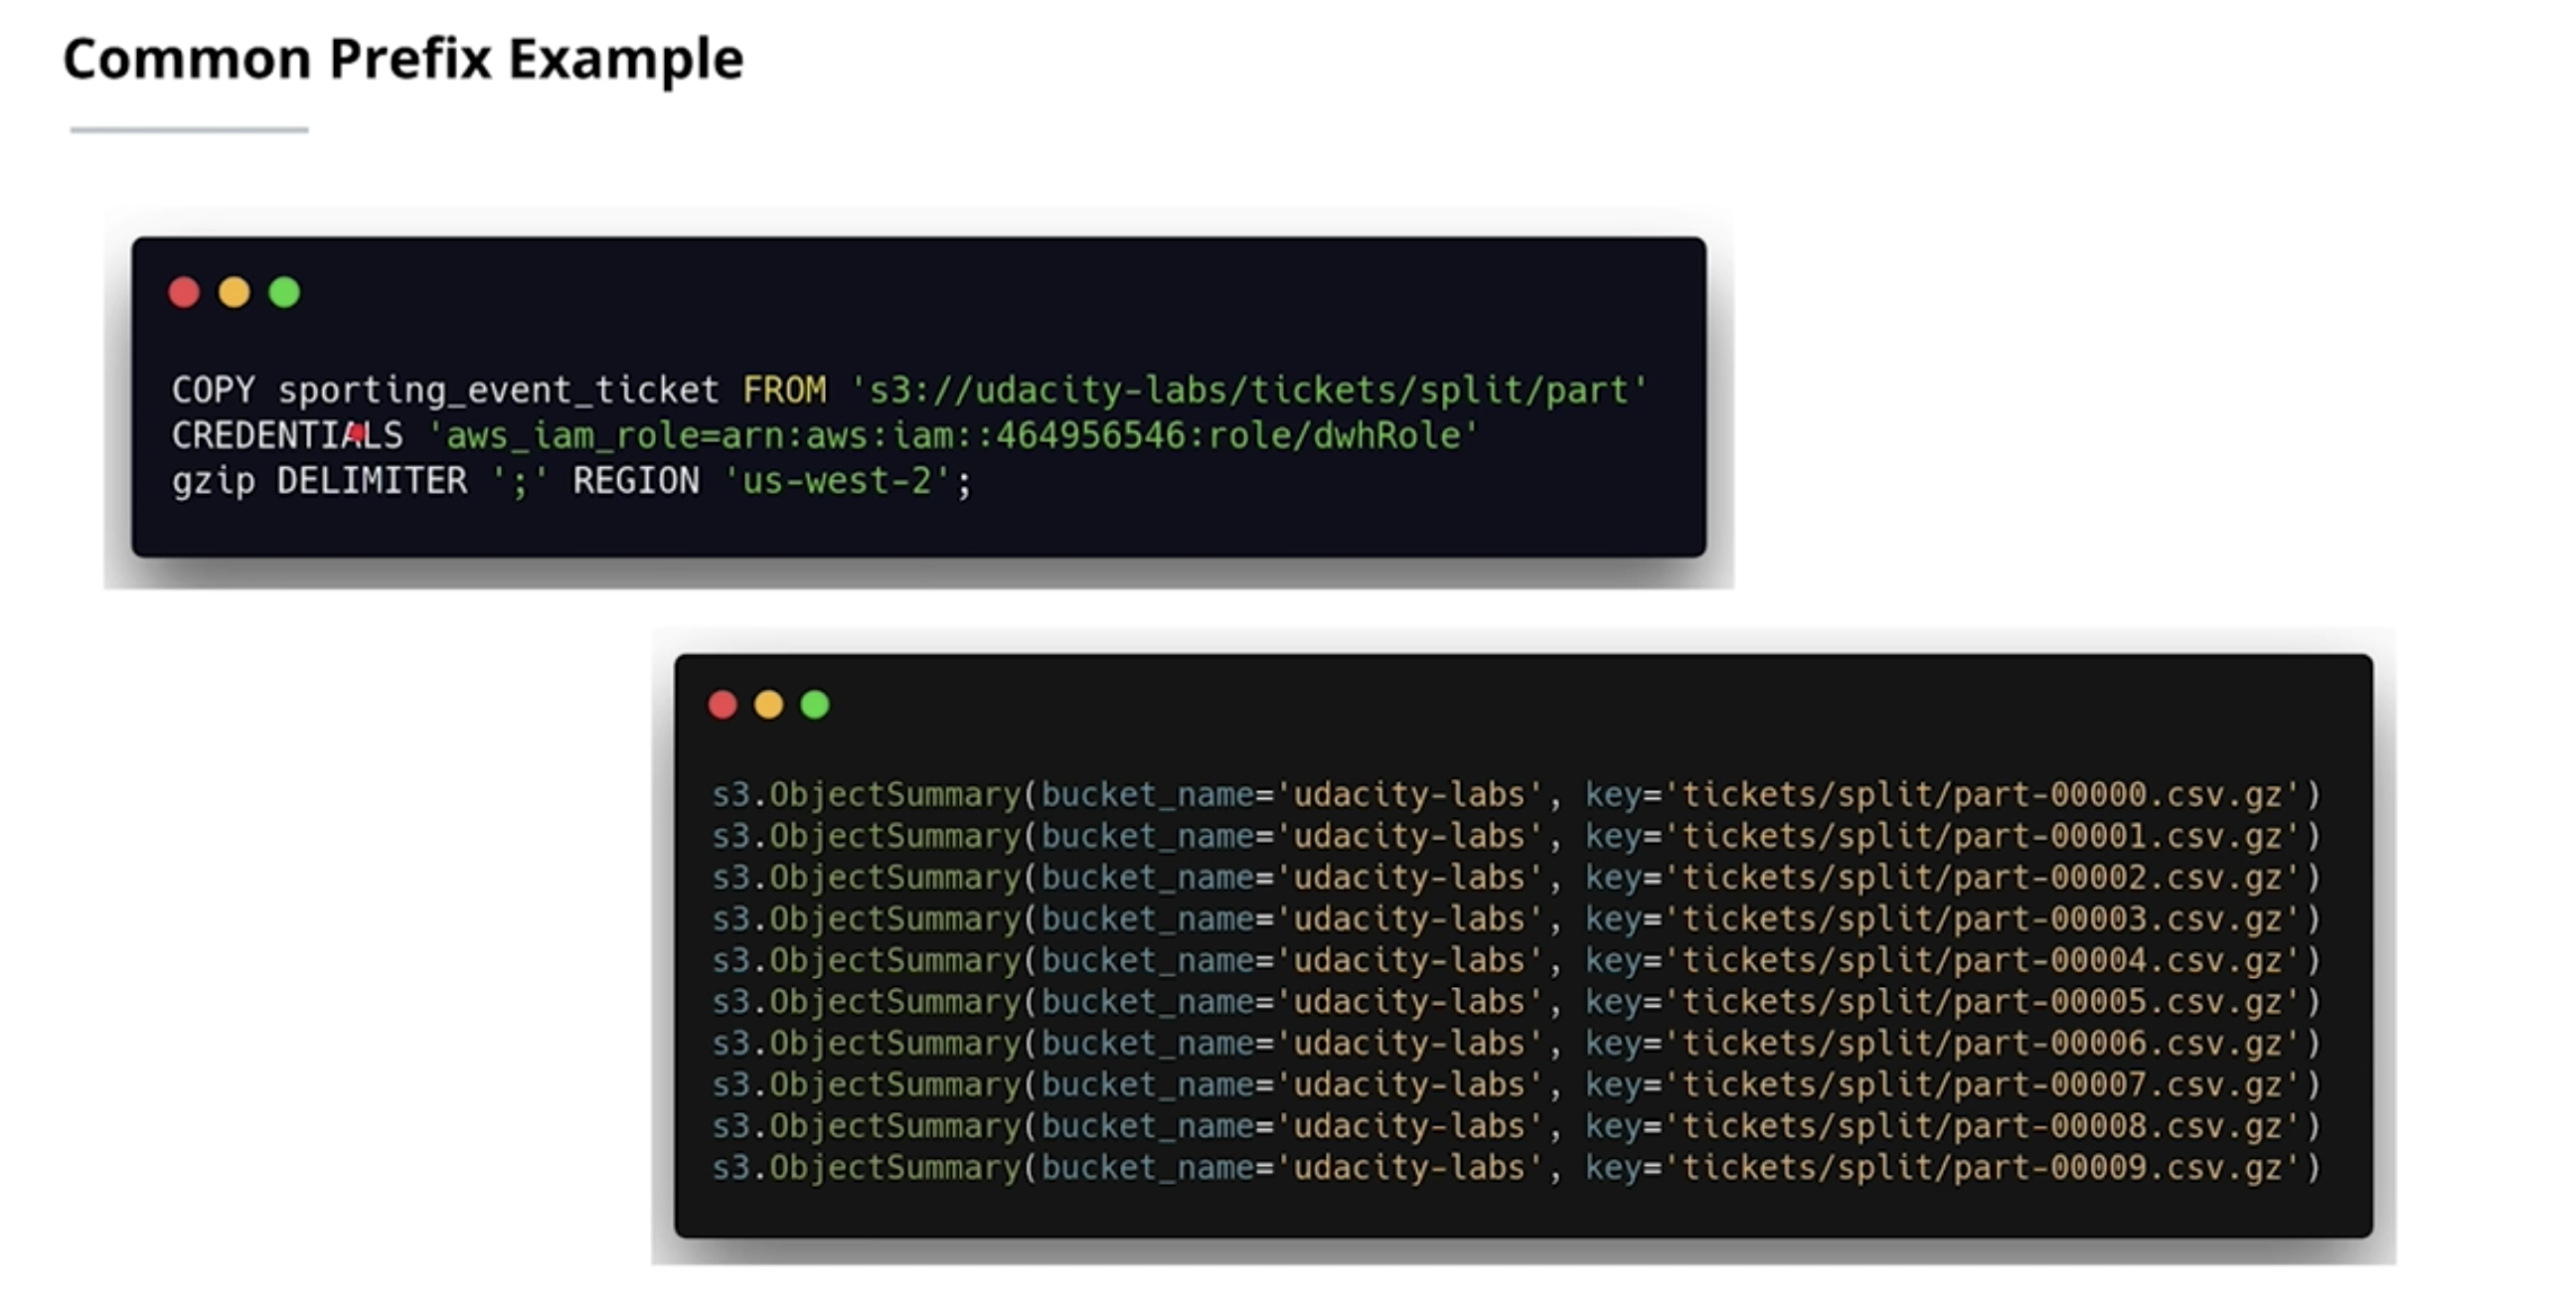 Common Prefix Example
COPY sporting_event_ticket FROM 's3://udacity-labs/tickets/split/part'
CREDENTIALS 'aws_iam_role=arn:aws:iam::464956546:role/dwhRole'
gzip DELIMITER ';' REGION 'us-west-2';
s3.ObjectSummary(bucket_name='udacity-labs', key='tickets/split/part-00000.csv.gz')
s3.ObjectSummary(bucket_name='udacity-labs', key='tickets/split/part-00001.csv.gz')
s3.ObjectSummary(bucket_name='udacity-labs', key='tickets/split/part-00002.csv.gz')
s3.ObjectSummary(bucket_name='udacity-labs', key='tickets/split/part-00003.csv.gz')
s3.ObjectSummary(bucket_name='udacity-labs', key='tickets/split/part-00004.csv.gz')
s3.ObjectSummary(bucket_name='udacity-labs', key='tickets/split/part-00005.csv.gz')
s3.ObjectSummary(bucket_name='udacity-labs', key='tickets/split/part-00006.csv.gz')
s3.ObjectSummary(bucket_name='udacity-labs', key='tickets/split/part-00007.csv.gz')
s3.ObjectSummary(bucket_name='udacity-labs', key='tickets/split/part-00008.csv.gz')
s3.ObjectSummary(bucket_name='udacity-labs', key='tickets/split/part-00009.csv.gz')